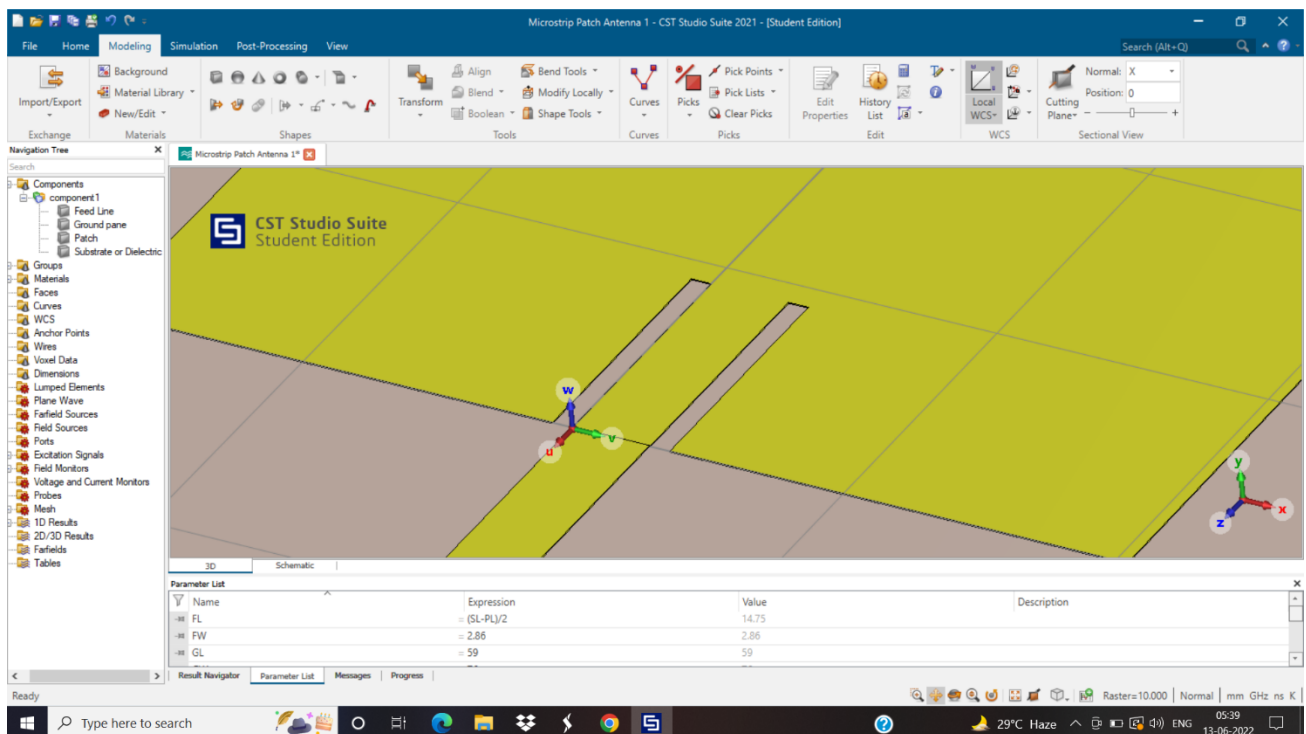 Microstrip Patch Antenna 1 - CST Studio Suite 2021 - [Student Edition]
File Home Modeling Simulation Post-Processing View Search (Alt+Q)
Import/Export
Exchange
Background
Material Library
New/Edit
Materials
Shapes
Transform
Align
Blend
Boolean
Bend Tools
Modify Locally
Shape Tools
Tools
Curves
Curves
Picks
Pick Points
Pick Lists
Clear Picks
Picks
Edit Properties
History List
Edit
Local WCS
WCS
Cutting Plane
Normal: X
Position: 0
Sectional View
Navigation Tree
Search
Components
component1
Feed Line
Ground pane
Patch
Substrate or Dielectric
Groups
Materials
Faces
Curves
WCS
Anchor Points
Wires
Voxel Data
Dimensions
Lumped Elements
Plane Wave
Farfield Sources
Field Sources
Ports
Excitation Signals
Field Monitors
Voltage and Current Monitors
Probes
Mesh
1D Results
2D/3D Results
Farfields
Tables
Microstrip Patch Antenna 1*
CST Studio Suite
Student Edition
w
v
u
y
x
z
3D Schematic
Parameter List
Name Expression Value Description
FL = (SL-PL)/2 14.75
FW = 2.86 2.86
GL = 59 59
Result Navigator Parameter List Messages Progress
Ready Raster=10.000 Normal mm GHz ns K
Type here to search 29°C Haze ENG 05:39
13-06-2022